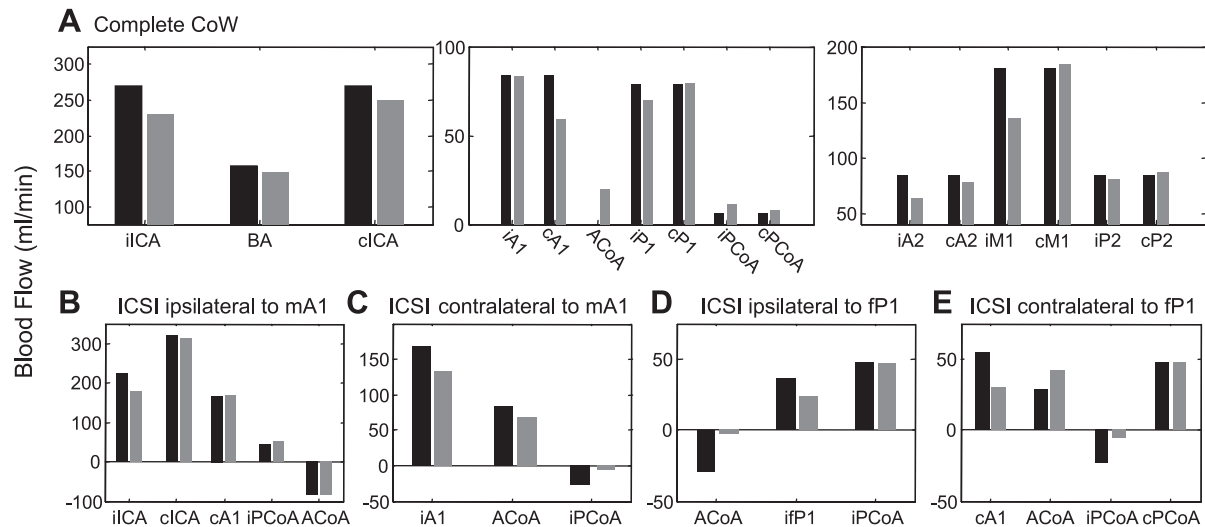 A Complete CoW
Blood Flow (ml/min)
300
250
200
150
100
iICA BA cICA
100
50
0
iA1 cA1 ACoA iP1 cP1 iPCoA cPCoA
200
150
100
50
iA2 cA2 iM1 cM1 iP2 cP2
B ICSI ipsilateral to mA1
300
200
100
0
-100
iICA cICA cA1 iPCoA ACoA
C ICSI contralateral to mA1
150
100
50
0
-50
iA1 ACoA iPCoA
D ICSI ipsilateral to fP1
50
0
-50
ACoA ifP1 iPCoA
E ICSI contralateral to fP1
50
0
-50
cA1 ACoA iPCoA cPCoA